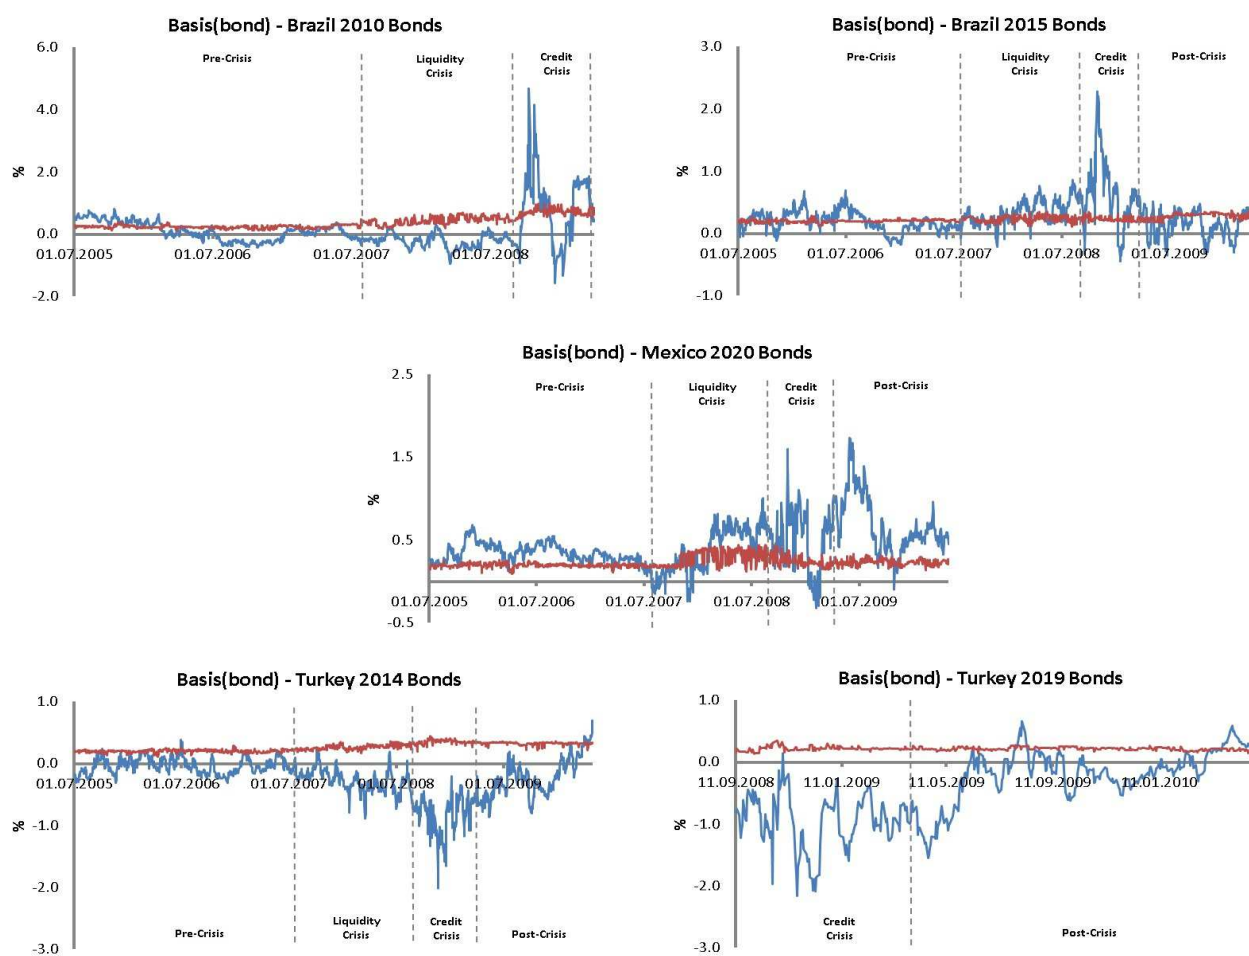 Basis(bond) - Brazil 2010 Bonds
6.0
Pre-Crisis
Liquidity
Crisis
Credit
Crisis
4.0
%
2.0
0.0
01.07.2005
01.07.2006
01.07.2007
01.07.2008
-2.0
Basis(bond) - Brazil 2015 Bonds
3.0
Pre-Crisis
Liquidity
Crisis
Credit
Crisis
Post-Crisis
2.0
%
1.0
0.0
01.07.2005
01.07.2006
01.07.2007
01.07.2008
01.07.2009
-1.0
Basis(bond) - Mexico 2020 Bonds
2.5
Pre-Crisis
Liquidity
Crisis
Credit
Crisis
Post-Crisis
1.5
%
0.5
01.07.2005
01.07.2006
01.07.2007
01.07.2008
01.07.2009
-0.5
Basis(bond) - Turkey 2014 Bonds
1.0
0.0
01.07.2005
01.07.2006
01.07.2007
01.07.2008
01.07.2009
%
-1.0
-2.0
Pre-Crisis
Liquidity
Crisis
Credit
Crisis
Post-Crisis
-3.0
Basis(bond) - Turkey 2019 Bonds
1.0
0.0
11.09.2008
11.01.2009
11.05.2009
11.09.2009
11.01.2010
%
-1.0
-2.0
Credit
Crisis
Post-Crisis
-3.0